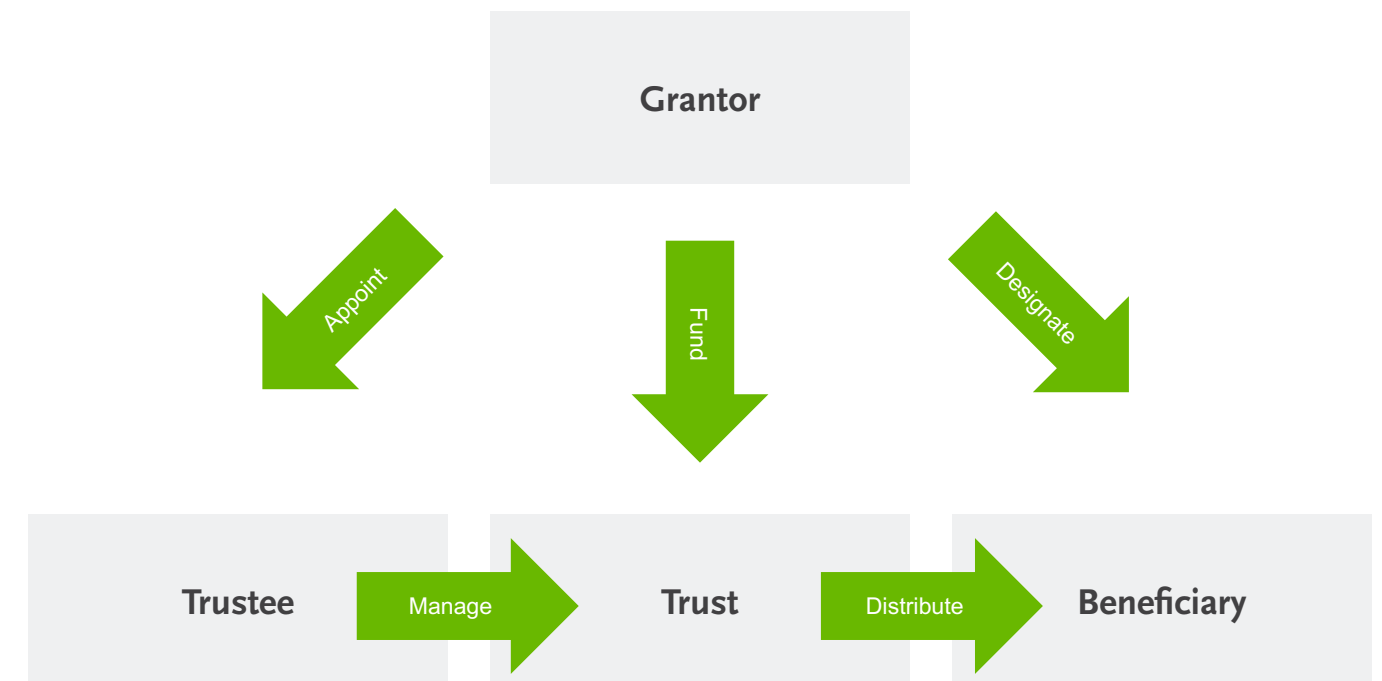 Grantor
Appoint
Fund
Designate
Trustee
Manage
Trust
Distribute
Beneficiary